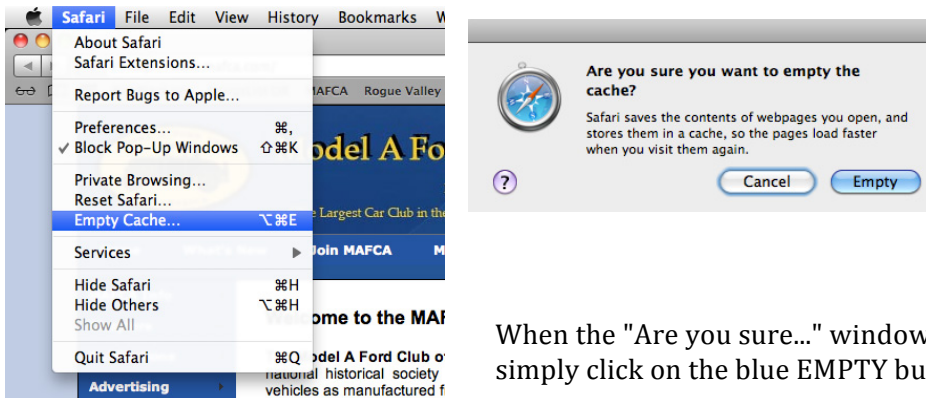 Safari File Edit View History Bookmarks
About Safari
Safari Extensions...
Report Bugs to Apple...
MAFCA Rogue Valley
Preferences... ⌘,
✓ Block Pop-Up Windows ⇧⌘K
odel A Fo
Private Browsing...
Reset Safari...
Empty Cache... ⌥⌘E
e Largest Car Club in the
Services ▶
Join MAFCA M
Hide Safari ⌘H
Hide Others ⌥⌘H
Show All
ome to the MAF
Quit Safari ⌘Q
odel A Ford Club o
national historical society
Advertising
vehicles as manufactured f
Are you sure you want to empty the
cache?
Safari saves the contents of webpages you open, and
stores them in a cache, so the pages load faster
when you visit them again.
?
Cancel Empty
When the "Are you sure..." window
simply click on the blue EMPTY bu